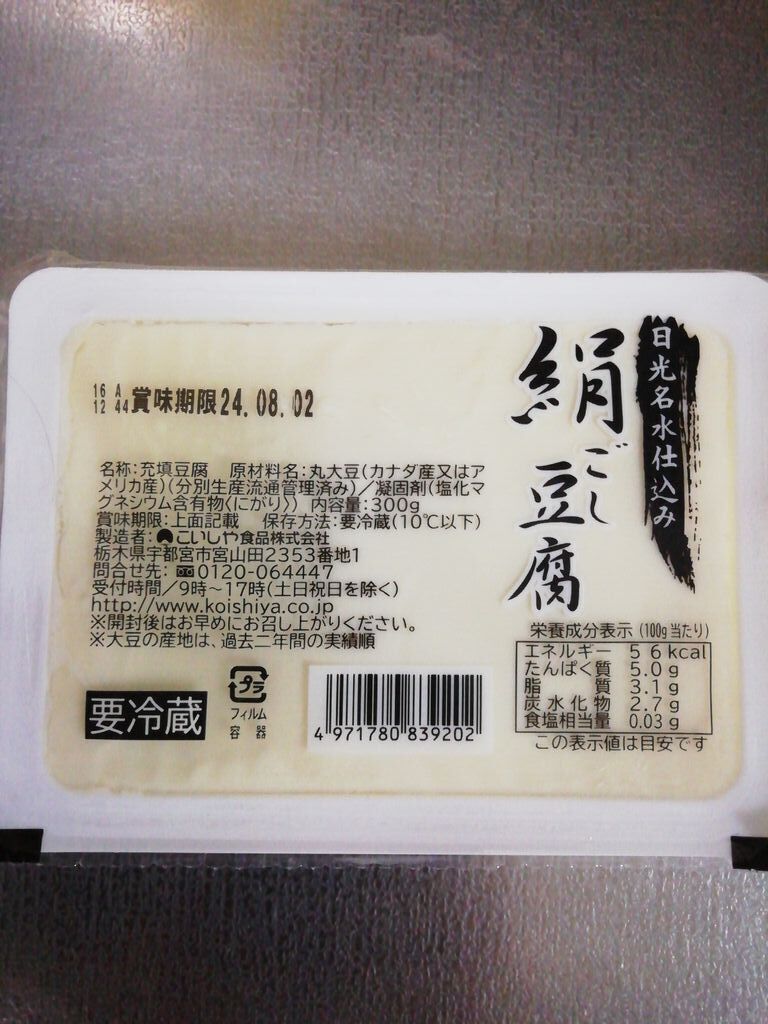 日光名水仕込み
絹ごし豆腐
16 A
12 44
賞味期限24.08.02
名称:充填豆腐 原材料名:丸大豆(カナダ産又はア
メリカ産)(分別生産流通管理済み)/凝固剤(塩化マ
グネシウム含有物〈にがり〉) 内容量:300g
賞味期限:上面記載 保存方法:要冷蔵(10℃以下)
製造者:こいしや食品株式会社
栃木県宇都宮市宮山田2353番地1
問合せ先:0120-064447
受付時間/9時~17時(土日祝日を除く)
http://www.koishiya.co.jp
※開封後はお早めにお召し上がりください。
※大豆の産地は、過去二年間の実績順
要冷蔵
プラ
フィルム
容器
4 971780 839202
栄養成分表示 (100g当たり)
エネルギー 56kcal
たんぱく質 5.0g
脂質 3.1g
炭水化物 2.7g
食塩相当量 0.03g
この表示値は目安です